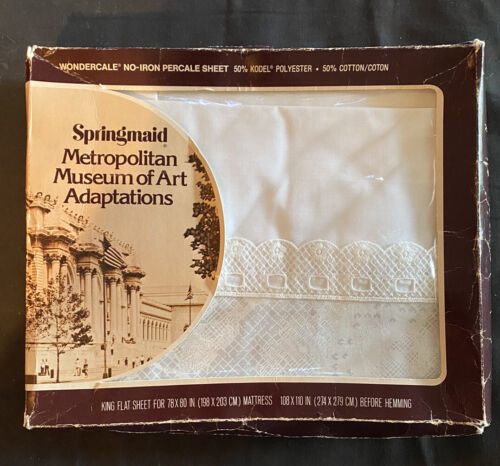 WONDERCALE® NO-IRON PERCALE SHEET 50% KODEL® POLYESTER • 50% COTTON/COTON
Springmaid®
Metropolitan
Museum of Art
Adaptations
KING FLAT SHEET FOR 78 X 80 IN (198 X 203 CM) MATTRESS 108 X 110 IN (274 X 279 CM) BEFORE HEMMING